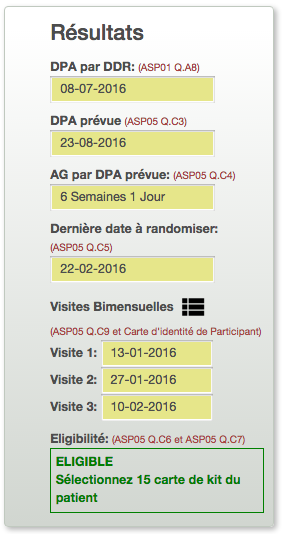 Résultats
DPA par DDR: (ASP01 Q.A8)
08-07-2016
DPA prévue (ASP05 Q.C3)
23-08-2016
AG par DPA prévue: (ASP05 Q.C4)
6 Semaines 1 Jour
Dernière date à randomiser:
(ASP05 Q.C5)
22-02-2016
Visites Bimensuelles
(ASP05 Q.C9 et Carte d'identité de Participant)
Visite 1: 13-01-2016
Visite 2: 27-01-2016
Visite 3: 10-02-2016
Eligibilité: (ASP05 Q.C6 et ASP05 Q.C7)
ELIGIBLE
Sélectionnez 15 carte de kit du
patient